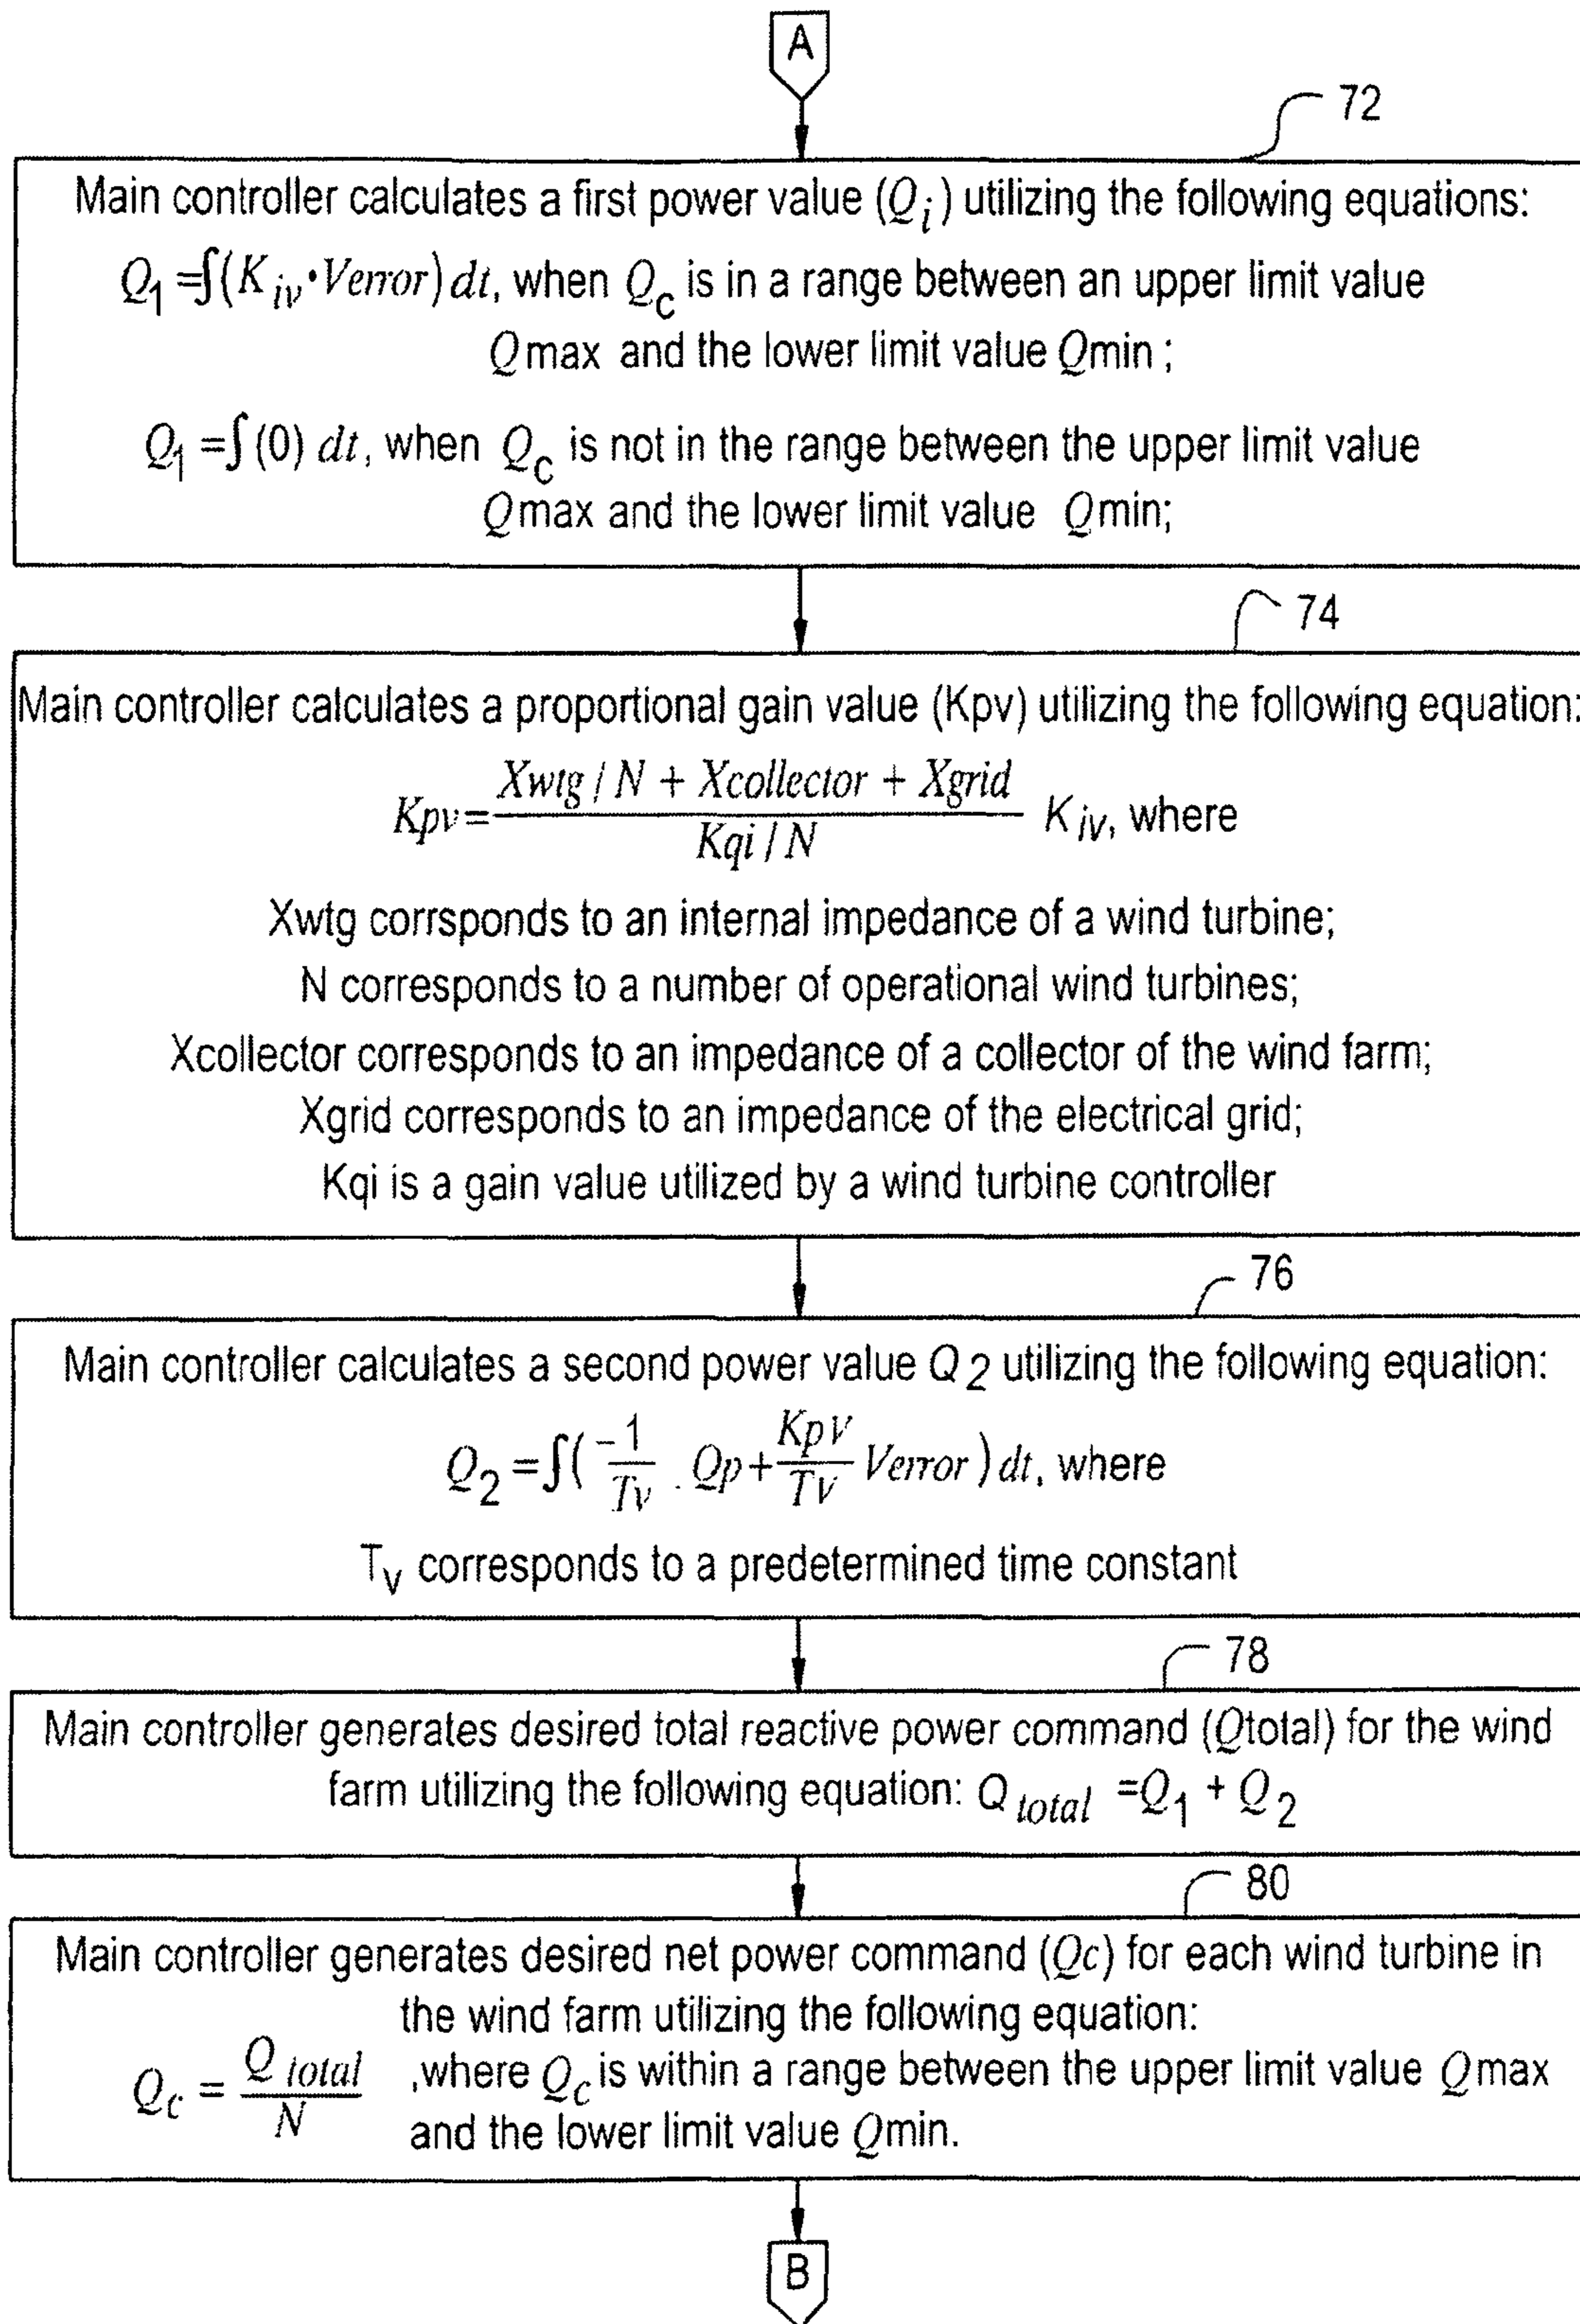 A
72
Main controller calculates a first power value (Qi) utilizing the following equations:
Q1 =∫(Kiv·Verror) dt, when Qc is in a range between an upper limit value
Qmax and the lower limit value Qmin ;
Q1 =∫ (0) dt, when Qc is not in the range between the upper limit value
Qmax and the lower limit value Qmin;
74
Main controller calculates a proportional gain value (Kpv) utilizing the following equation:
Kpv= (Xwtg / N + Xcollector + Xgrid) / (Kqi / N) Kiv, where
Xwtg corrsponds to an internal impedance of a wind turbine;
N corresponds to a number of operational wind turbines;
Xcollector corresponds to an impedance of a collector of the wind farm;
Xgrid corresponds to an impedance of the electrical grid;
Kqi is a gain value utilized by a wind turbine controller
76
Main controller calculates a second power value Q2 utilizing the following equation:
Q2 =∫( -1/Tv . Qp + KpV/TV Verror ) dt, where
Tv corresponds to a predetermined time constant
78
Main controller generates desired total reactive power command (Qtotal) for the wind
farm utilizing the following equation: Qtotal =Q1 + Q2
80
Main controller generates desired net power command (Qc) for each wind turbine in
the wind farm utilizing the following equation:
Qc = Qtotal / N ,where Qc is within a range between the upper limit value Qmax
and the lower limit value Qmin.
B